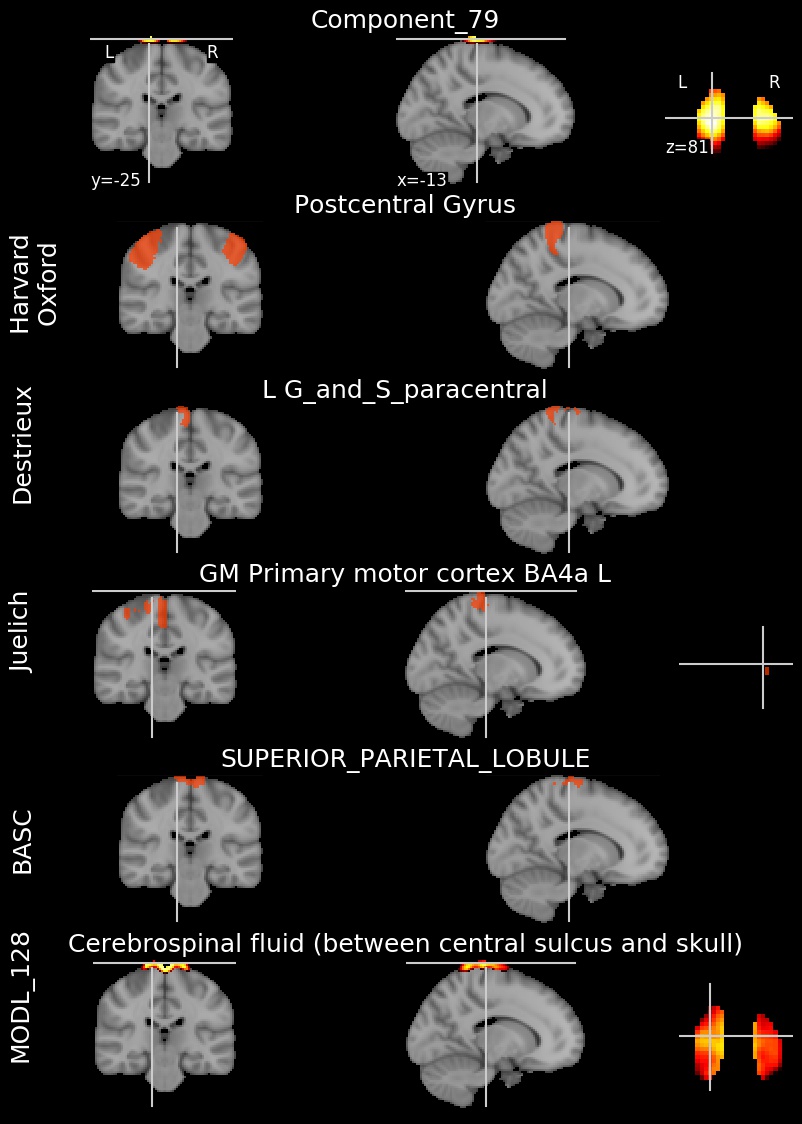 Component_79
L R
L R
y=-25
x=-13
z=81
Postcentral Gyrus
Harvard
Oxford
L G_and_S_paracentral
Destrieux
GM Primary motor cortex BA4a L
Juelich
SUPERIOR_PARIETAL_LOBULE
BASC
Cerebrospinal fluid (between central sulcus and skull)
MODL_128